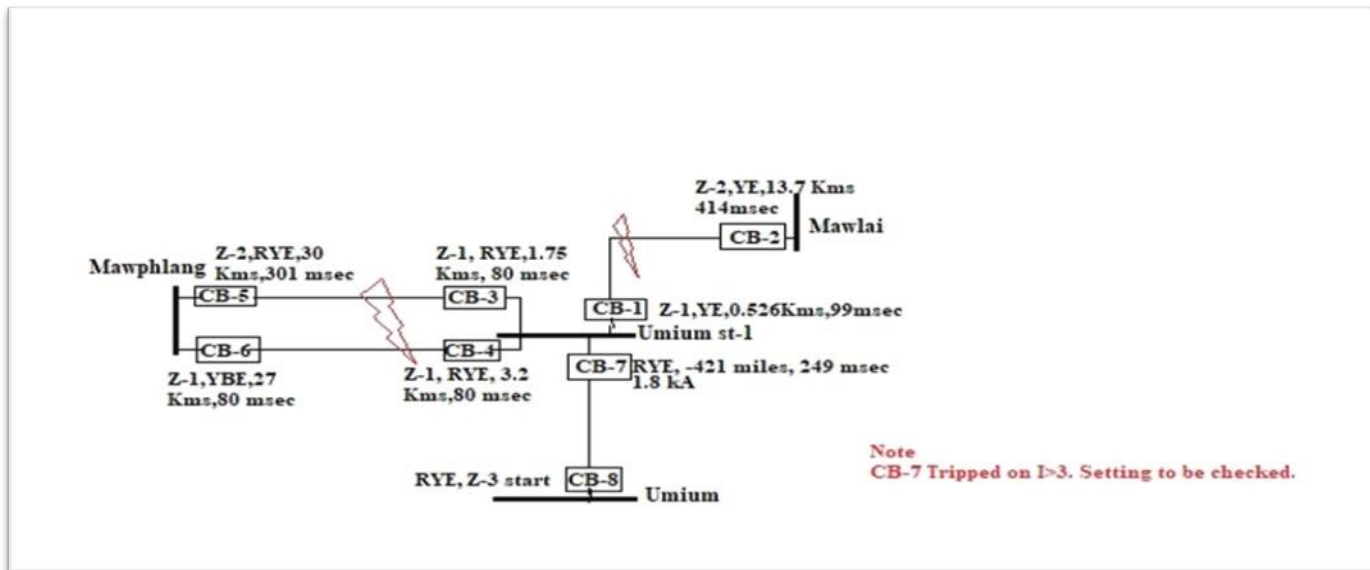 Z-2,YE,13.7 Kms
414msec
CB-2
Mawlai
Z-2,RYE,30
Kms,301 msec
Z-1, RYE,1.75
Kms, 80 msec
Mawphlang
CB-5
CB-3
CB-1
Z-1,YE,0.526Kms,99msec
Umium st-1
CB-6
CB-4
CB-7
RYE, -421 miles, 249 msec
1.8 kA
Z-1,YBE,27
Kms,80 msec
Z-1, RYE, 3.2
Kms,80 msec
Note
CB-7 Tripped on I>3. Setting to be checked.
RYE, Z-3 start
CB-8
Umium